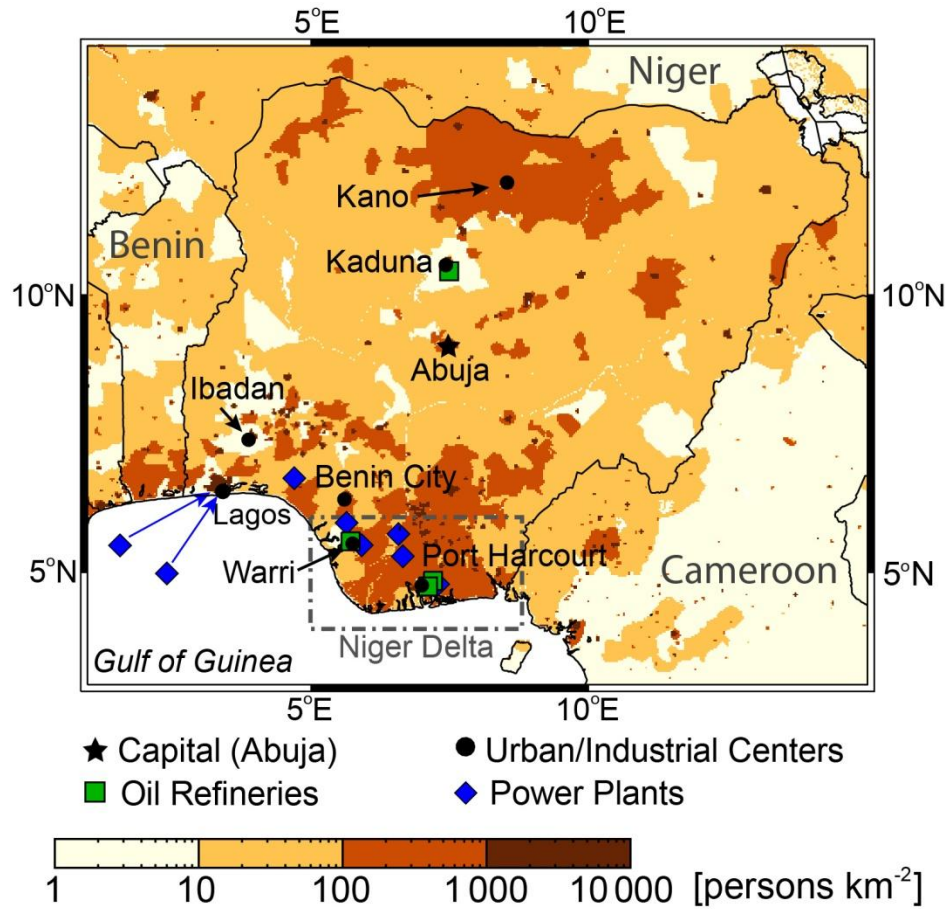 5°E 10°E
Niger
Kano
Benin
Kaduna
10°N 10°N
Abuja
Ibadan
Benin City
Lagos
Warri Port Harcourt
5°N Cameroon 5°N
Niger Delta
Gulf of Guinea
5°E 10°E
Capital (Abuja) Urban/Industrial Centers
Oil Refineries Power Plants
1 10 100 1 000 10 000 [persons km⁻²]